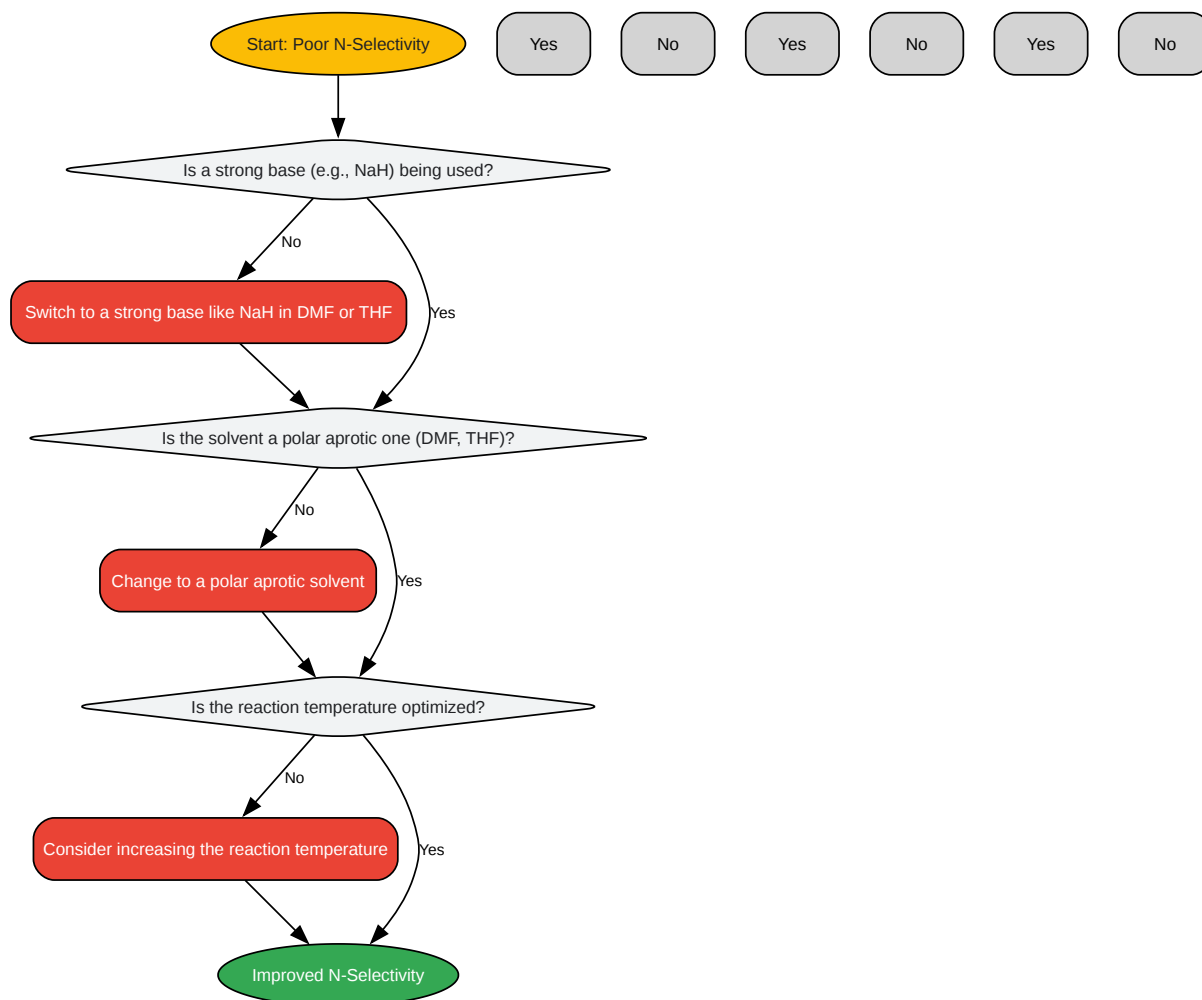 Start: Poor N-Selectivity
Yes
No
Yes
No
Yes
No
Is a strong base (e.g., NaH) being used?
No
Switch to a strong base like NaH in DMF or THF
Yes
Is the solvent a polar aprotic one (DMF, THF)?
No
Change to a polar aprotic solvent
Yes
Is the reaction temperature optimized?
No
Consider increasing the reaction temperature
Yes
Improved N-Selectivity